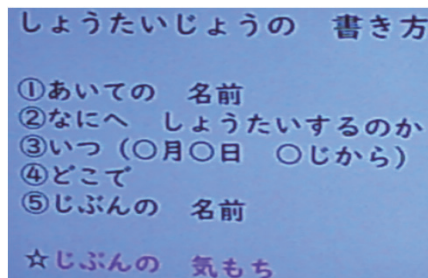 しょうたいじょうの　書き方
①あいての　名前
②なにへ　しょうたいするのか
③いつ（○月○日　○じから）
④どこで
⑤じぶんの　名前
☆じぶんの　気もち